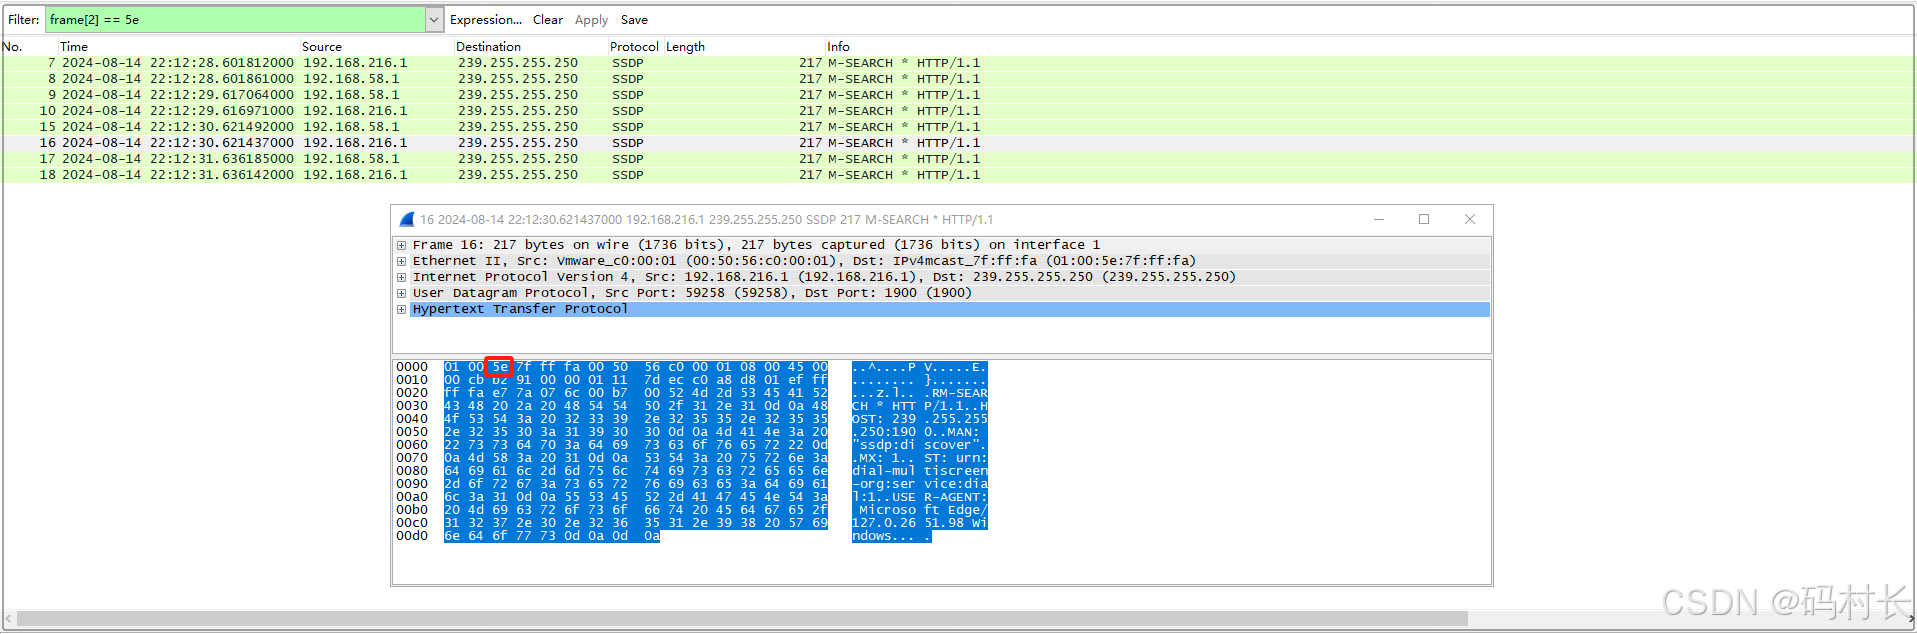 Filter: frame[2] == 5e Expression... Clear Apply Save
No. Time Source Destination Protocol Length Info
7 2024-08-14 22:12:28.601812000 192.168.216.1 239.255.255.250 SSDP 217 M-SEARCH * HTTP/1.1
8 2024-08-14 22:12:28.601861000 192.168.58.1 239.255.255.250 SSDP 217 M-SEARCH * HTTP/1.1
9 2024-08-14 22:12:29.617064000 192.168.58.1 239.255.255.250 SSDP 217 M-SEARCH * HTTP/1.1
10 2024-08-14 22:12:29.616971000 192.168.216.1 239.255.255.250 SSDP 217 M-SEARCH * HTTP/1.1
15 2024-08-14 22:12:30.621492000 192.168.58.1 239.255.255.250 SSDP 217 M-SEARCH * HTTP/1.1
16 2024-08-14 22:12:30.621437000 192.168.216.1 239.255.255.250 SSDP 217 M-SEARCH * HTTP/1.1
17 2024-08-14 22:12:31.636185000 192.168.58.1 239.255.255.250 SSDP 217 M-SEARCH * HTTP/1.1
18 2024-08-14 22:12:31.636142000 192.168.216.1 239.255.255.250 SSDP 217 M-SEARCH * HTTP/1.1
16 2024-08-14 22:12:30.621437000 192.168.216.1 239.255.255.250 SSDP 217 M-SEARCH * HTTP/1.1
Frame 16: 217 bytes on wire (1736 bits), 217 bytes captured (1736 bits) on interface 1
Ethernet II, Src: Vmware_c0:00:01 (00:50:56:c0:00:01), Dst: IPv4mcast_7f:ff:fa (01:00:5e:7f:ff:fa)
Internet Protocol Version 4, Src: 192.168.216.1 (192.168.216.1), Dst: 239.255.255.250 (239.255.255.250)
User Datagram Protocol, Src Port: 59258 (59258), Dst Port: 1900 (1900)
Hypertext Transfer Protocol
0000 01 00 5e 7f ff fa 00 50 56 c0 00 01 08 00 45 00 ..^....P V.....E.
0010 00 cb b2 91 00 00 01 11 7d ec c0 a8 d8 01 ef ff ........ }.......
0020 ff fa e7 7a 07 6c 00 b7 00 52 4d 2d 53 45 41 52 ...z.l.. .RM-SEAR
0030 43 48 20 2a 20 48 54 54 50 2f 31 2e 31 0d 0a 48 CH * HTT P/1.1..H
0040 4f 53 54 3a 20 32 33 39 2e 32 35 35 2e 32 35 35 OST: 239 .255.255
0050 2e 32 35 30 3a 31 39 30 30 0d 0a 4d 41 4e 3a 20 .250:190 0..MAN:
0060 22 73 73 64 70 3a 64 69 73 63 6f 76 65 72 22 0d "ssdp:di scover".
0070 0a 4d 58 3a 20 31 0d 0a 53 54 3a 20 75 72 6e 3a .MX: 1.. ST: urn:
0080 64 69 61 6c 2d 6d 75 6c 74 69 73 63 72 65 65 6e dial-mul tiscreen
0090 2d 6f 72 67 3a 73 65 72 76 69 63 65 3a 64 69 61 -org:ser vice:dia
00a0 6c 3a 31 0d 0a 55 53 45 52 2d 41 47 45 4e 54 3a l:1..USE R-AGENT:
00b0 20 4d 69 63 72 6f 73 6f 66 74 20 45 64 67 65 2f Microso ft Edge/
00c0 31 32 37 2e 30 2e 32 36 35 31 2e 39 38 20 57 69 127.0.26 51.98 Wi
00d0 6e 64 6f 77 73 0d 0a 0d 0a ndows... .
CSDN @码村长